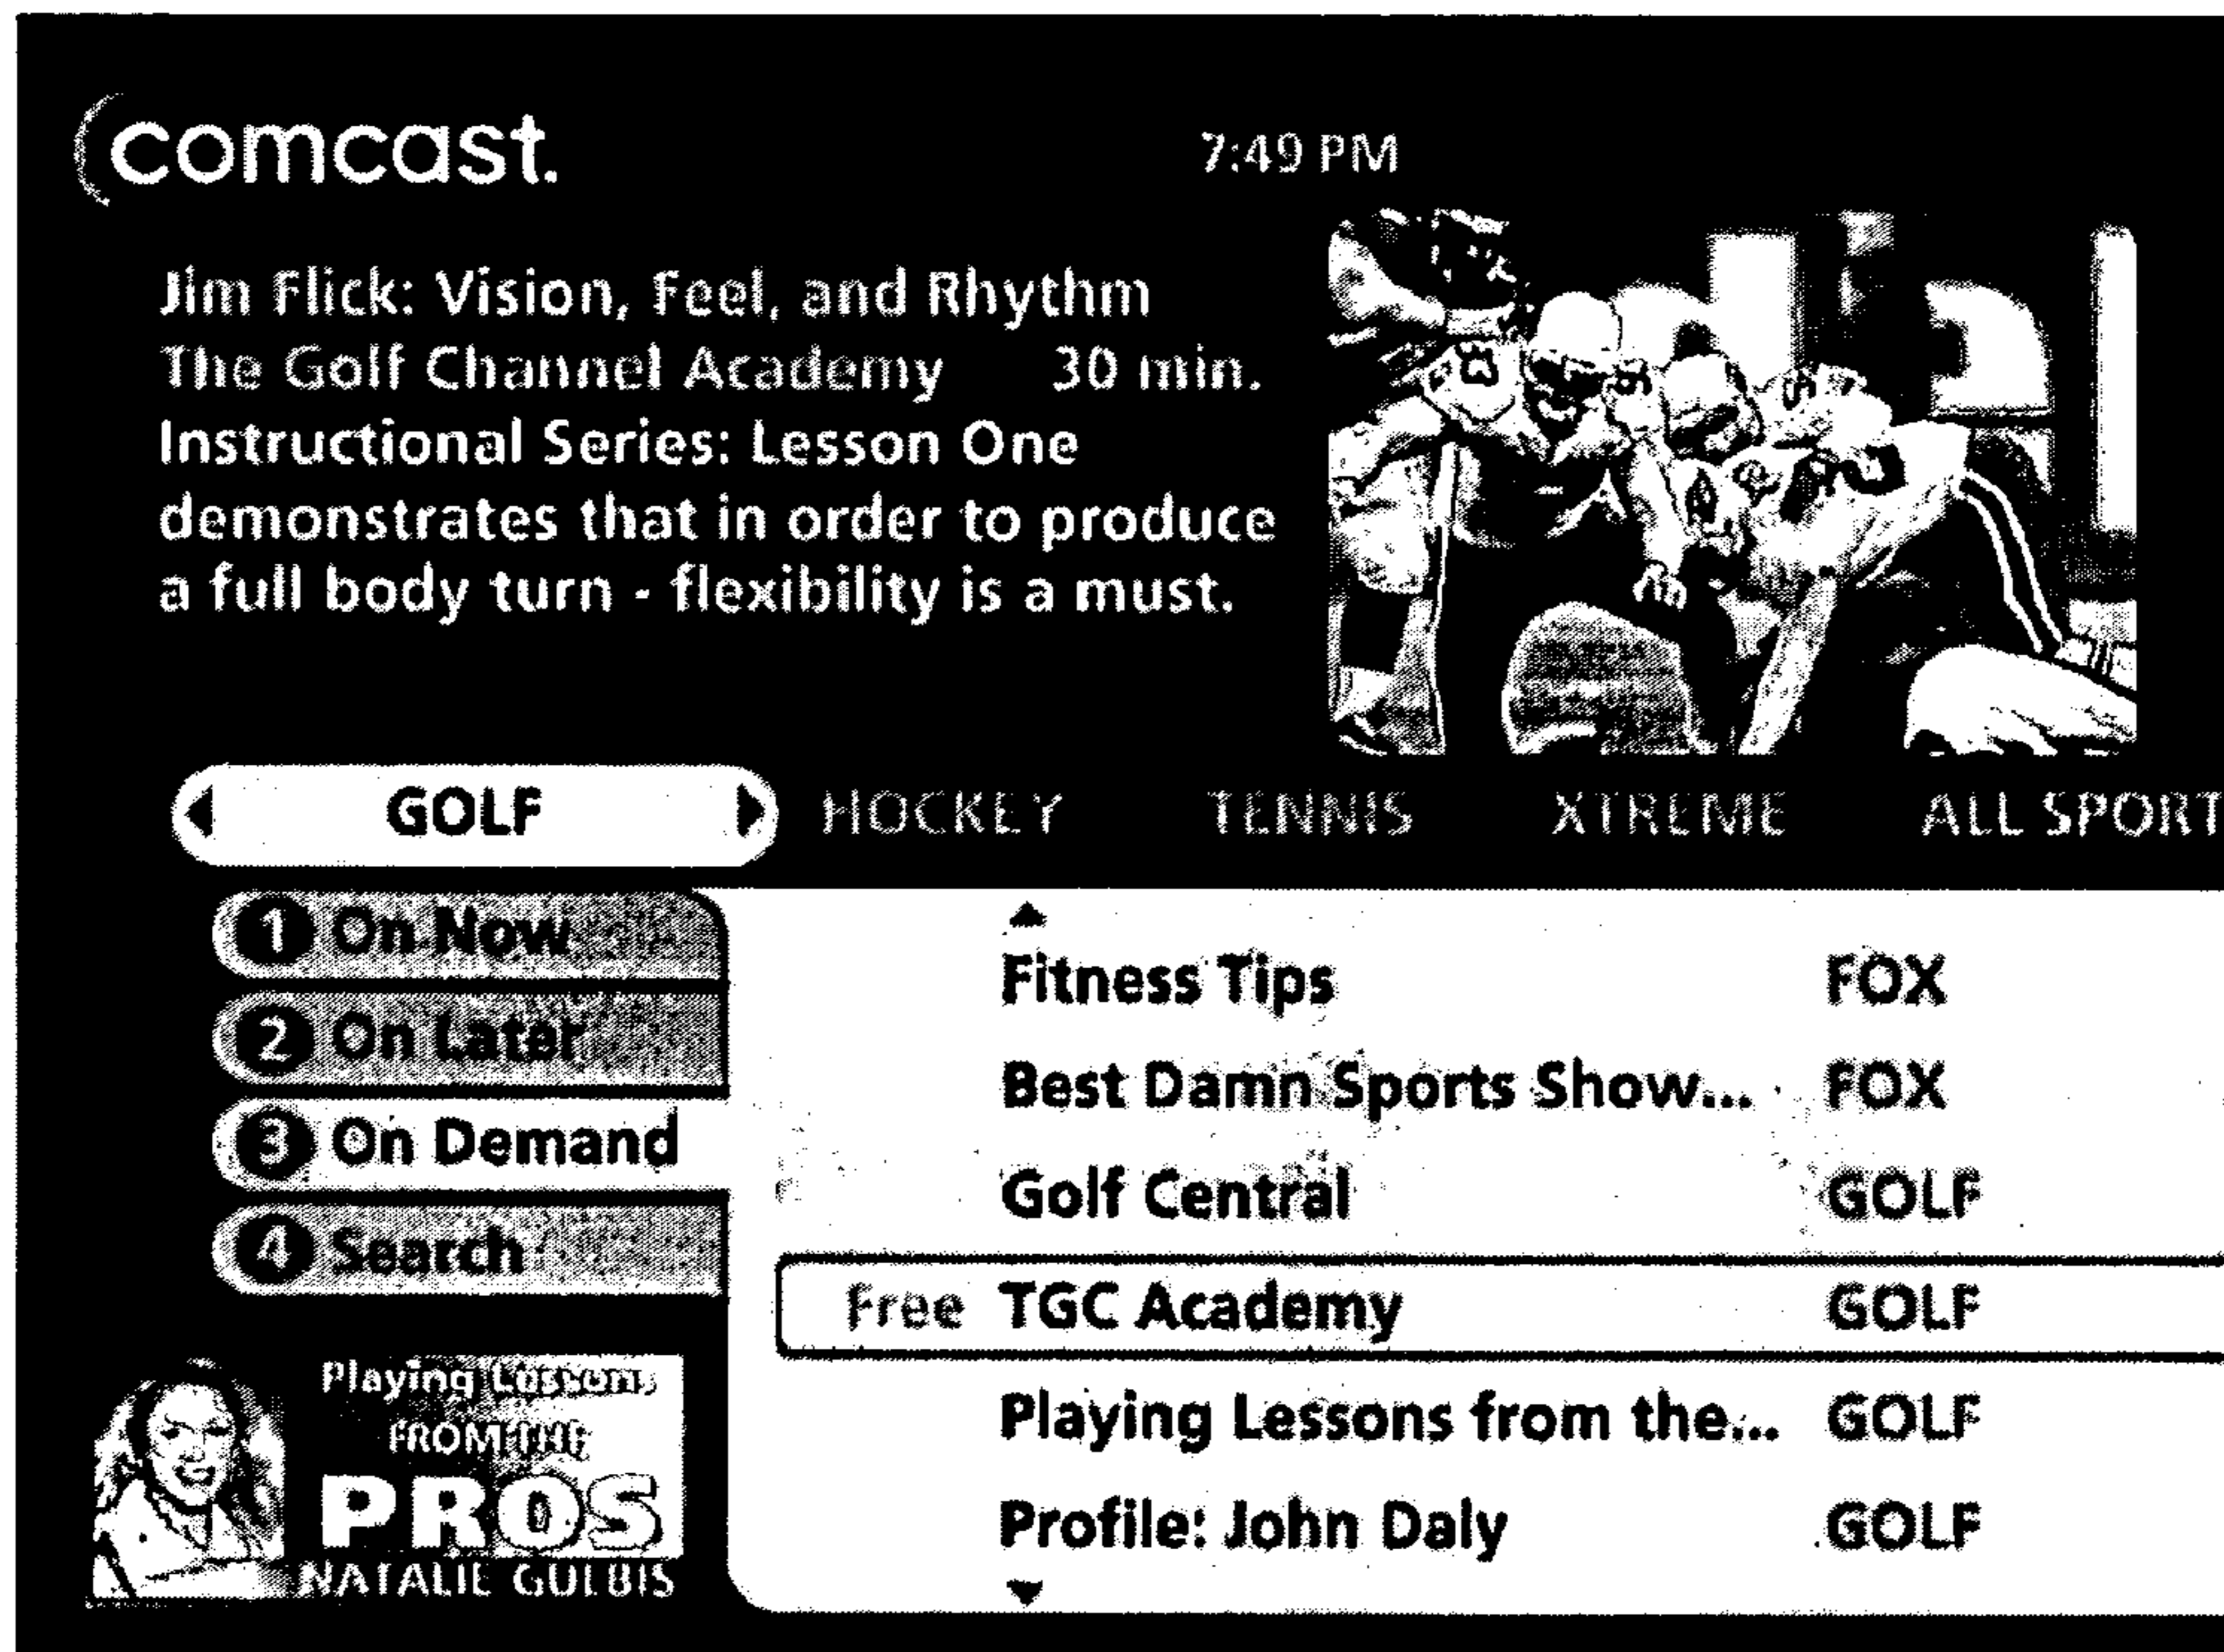 comcast.
7:49 PM
Jim Flick: Vision, Feel, and Rhythm
The Golf Channel Academy 30 min.
Instructional Series: Lesson One
demonstrates that in order to produce
a full body turn - flexibility is a must.
GOLF HOCKEY TENNIS XTREME ALL SPORT
1 On Now
2 On Later
3 On Demand
4 Search
Fitness Tips FOX
Best Damn Sports Show... FOX
Golf Central GOLF
Free TGC Academy GOLF
Playing Lessons from the... GOLF
Profile: John Daly GOLF
Playing Lessons
FROM THE
PROS
NATALIE GULBIS